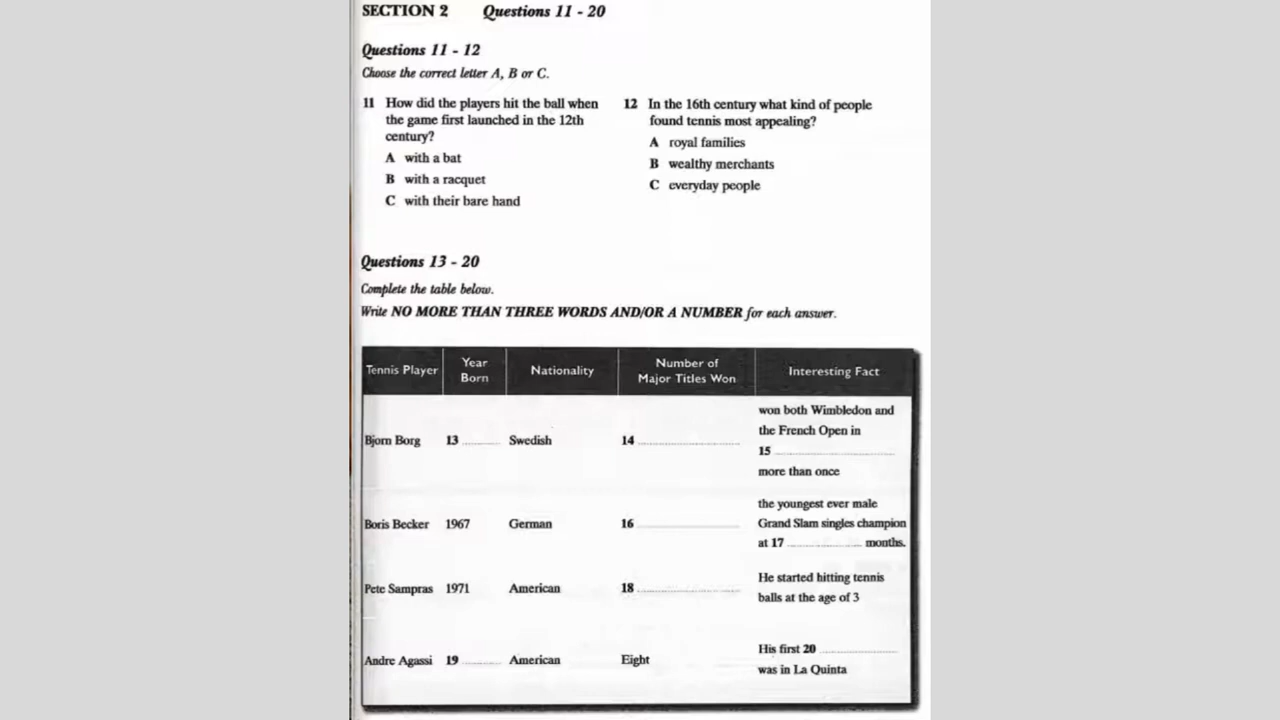 SECTION 2 Questions 11 - 20
Questions 11 - 12
Choose the correct letter A, B or C.
11 How did the players hit the ball when
the game first launched in the 12th
century?
A with a bat
B with a racquet
C with their bare hand
12 In the 16th century what kind of people
found tennis most appealing?
A royal families
B wealthy merchants
C everyday people
Questions 13 - 20
Complete the table below.
Write NO MORE THAN THREE WORDS AND/OR A NUMBER for each answer.
Tennis Player
Year
Born
Nationality
Number of
Major Titles Won
Interesting Fact
Bjorn Borg
13 ..........
Swedish
14 ..........
won both Wimbledon and
the French Open in
15 ..........
more than once
Boris Becker
1967
German
16 ..........
the youngest ever male
Grand Slam singles champion
at 17 .......... months.
Pete Sampras
1971
American
18 ..........
He started hitting tennis
balls at the age of 3
Andre Agassi
19 ..........
American
Eight
His first 20 ..........
was in La Quinta